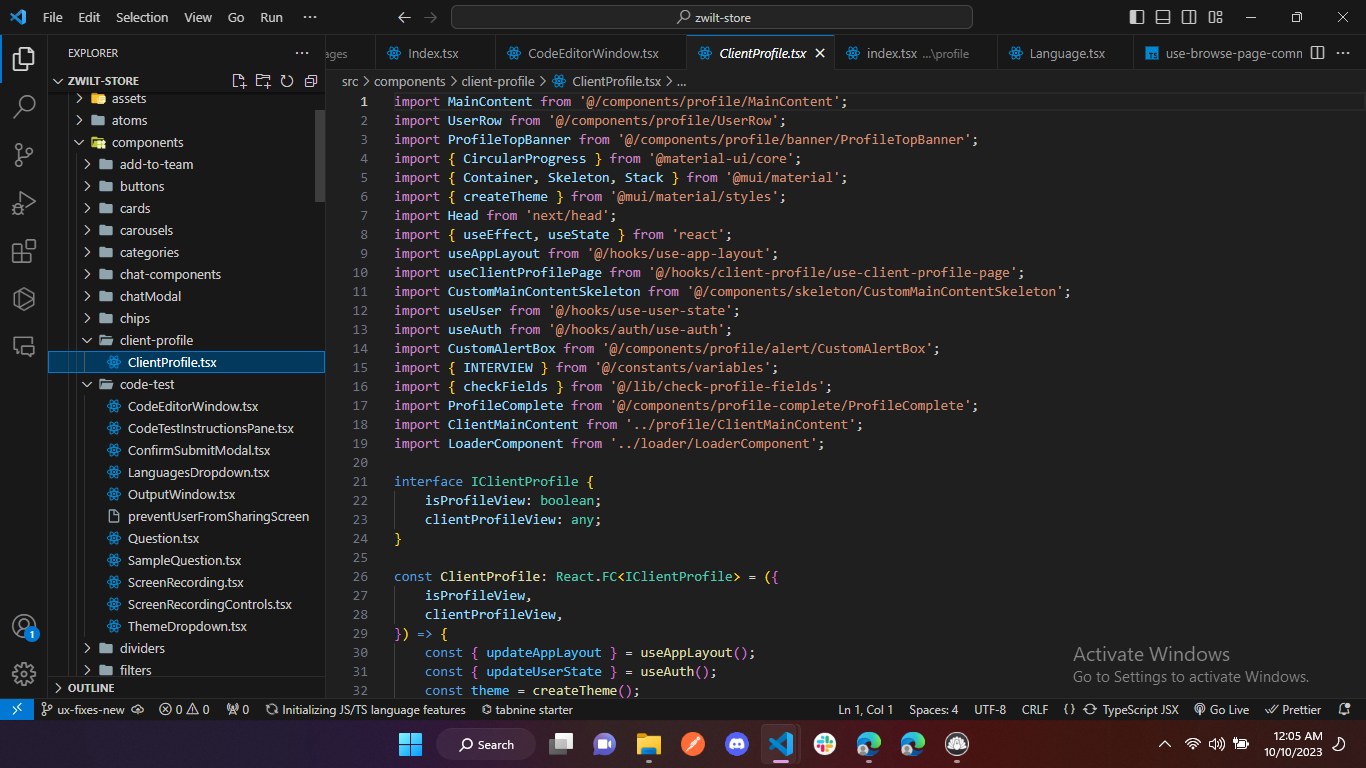 File Edit Selection View Go Run ··· zwilt-store
EXPLORER ···
ages Index.tsx CodeEditorWindow.tsx ClientProfile.tsx index.tsx ...\profile Language.tsx use-browse-page-comm ···
ZWILT-STORE
src > components > client-profile > ClientProfile.tsx > ...
assets
atoms
components
add-to-team
buttons
cards
carousels
categories
chat-components
chatModal
chips
client-profile
ClientProfile.tsx
code-test
CodeEditorWindow.tsx
CodeTestInstructionsPane.tsx
ConfirmSubmitModal.tsx
LanguagesDropdown.tsx
OutputWindow.tsx
preventUserFromSharingScreen
Question.tsx
SampleQuestion.tsx
ScreenRecording.tsx
ScreenRecordingControls.tsx
ThemeDropdown.tsx
dividers
filters
OUTLINE
1 import MainContent from '@/components/profile/MainContent';
2 import UserRow from '@/components/profile/UserRow';
3 import ProfileTopBanner from '@/components/profile/banner/ProfileTopBanner';
4 import { CircularProgress } from '@material-ui/core';
5 import { Container, Skeleton, Stack } from '@mui/material';
6 import { createTheme } from '@mui/material/styles';
7 import Head from 'next/head';
8 import { useEffect, useState } from 'react';
9 import useAppLayout from '@/hooks/use-app-layout';
10 import useClientProfilePage from '@/hooks/client-profile/use-client-profile-page';
11 import CustomMainContentSkeleton from '@/components/skeleton/CustomMainContentSkeleton';
12 import useUser from '@/hooks/use-user-state';
13 import useAuth from '@/hooks/auth/use-auth';
14 import CustomAlertBox from '@/components/profile/alert/CustomAlertBox';
15 import { INTERVIEW } from '@/constants/variables';
16 import { checkFields } from '@/lib/check-profile-fields';
17 import ProfileComplete from '@/components/profile-complete/ProfileComplete';
18 import ClientMainContent from '../profile/ClientMainContent';
19 import LoaderComponent from '../loader/LoaderComponent';
20
21 interface IClientProfile {
22 isProfileView: boolean;
23 clientProfileView: any;
24 }
25
26 const ClientProfile: React.FC<IClientProfile> = ({
27 isProfileView,
28 clientProfileView,
29 }) => {
30 const { updateAppLayout } = useAppLayout();
31 const { updateUserState } = useAuth();
32 const theme = createTheme();
Activate Windows
Go to Settings to activate Windows.
1
ux-fixes-new 0 0 0 Initializing JS/TS language features tabnine starter Ln 1, Col 1 Spaces: 4 UTF-8 CRLF {} TypeScript JSX Go Live Prettier
Search
12:05 AM
10/10/2023